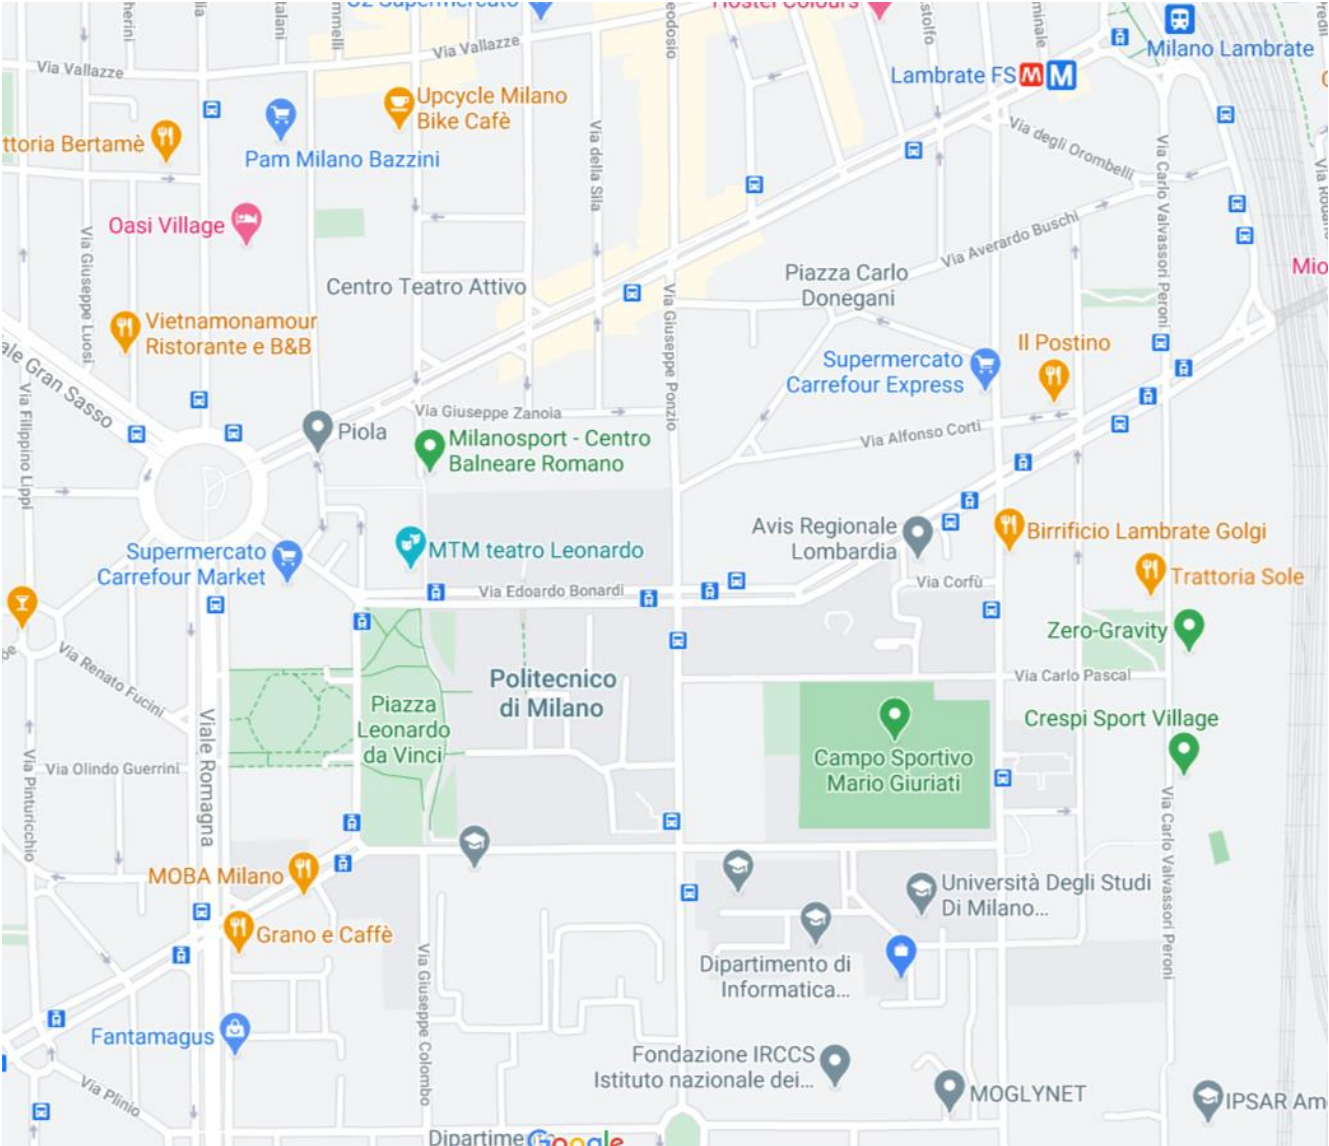 Via Vallazze
Via Vallazze
Lambrate FS
M
M
Milano Lambrate
Upcycle Milano
Bike Cafè
Pam Milano Bazzini
Oasi Village
Via della Sila
Via degli Orombelli
Via Carlo Valvassori Peroni
Via Giuseppe Luosi
Centro Teatro Attivo
Via Averardo Buschi
Piazza Carlo
Donegani
Via Giuseppe Ponzio
Vietnamonamour
Ristorante e B&B
Supermercato
Carrefour Express
Il Postino
ale Gran Sasso
Via Filippino Lippi
Piola
Via Giuseppe Zanoia
Milanosport - Centro
Balneare Romano
Via Alfonso Corti
MTM teatro Leonardo
Avis Regionale
Lombardia
Birrificio Lambrate Golgi
Supermercato
Carrefour Market
Via Edoardo Bonardi
Via Corfù
Trattoria Sole
Zero-Gravity
Via Renato Fucini
Politecnico
di Milano
Via Carlo Pascal
Piazza
Leonardo
da Vinci
Viale Romagna
Crespi Sport Village
Campo Sportivo
Mario Giuriati
Via Olindo Guerrini
Via Pinturicchio
Via Carlo Valvassori Peroni
MOBA Milano
Grano e Caffè
Università Degli Studi
Di Milano...
Dipartimento di
Informatica...
Via Giuseppe Colombo
Fantamagus
Fondazione IRCCS
Istituto nazionale dei...
MOGLYNET
Via Plinio
IPSAR Am
Dipartime
Google